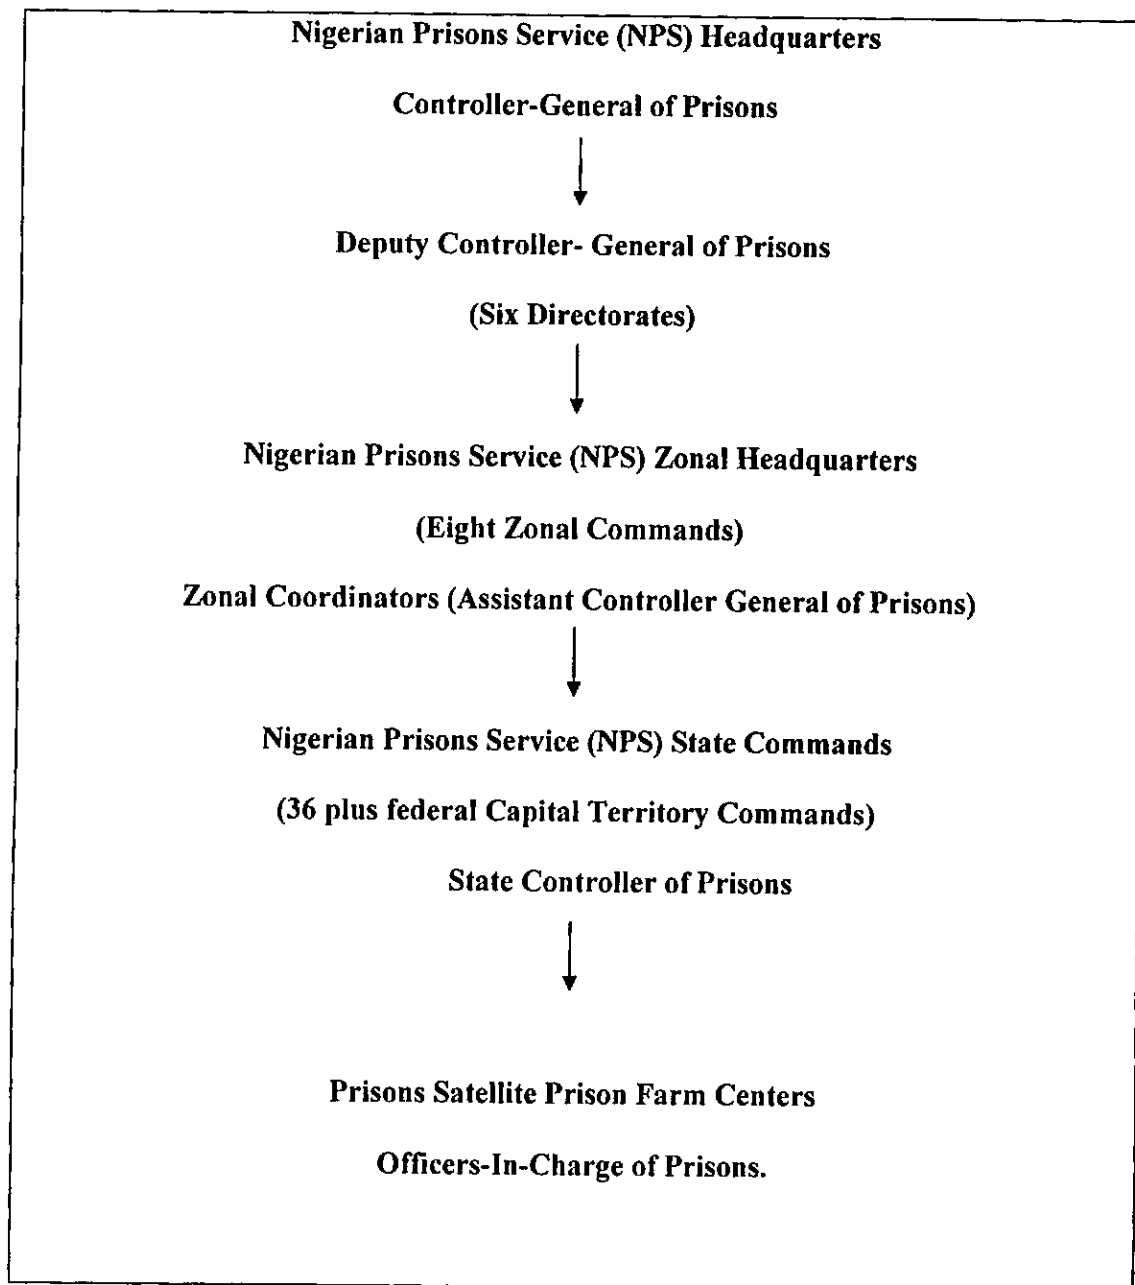 Nigerian Prisons Service (NPS) Headquarters
Controller-General of Prisons
Deputy Controller- General of Prisons
(Six Directorates)
Nigerian Prisons Service (NPS) Zonal Headquarters
(Eight Zonal Commands)
Zonal Coordinators (Assistant Controller General of Prisons)
Nigerian Prisons Service (NPS) State Commands
(36 plus federal Capital Territory Commands)
State Controller of Prisons
Prisons Satellite Prison Farm Centers
Officers-In-Charge of Prisons.